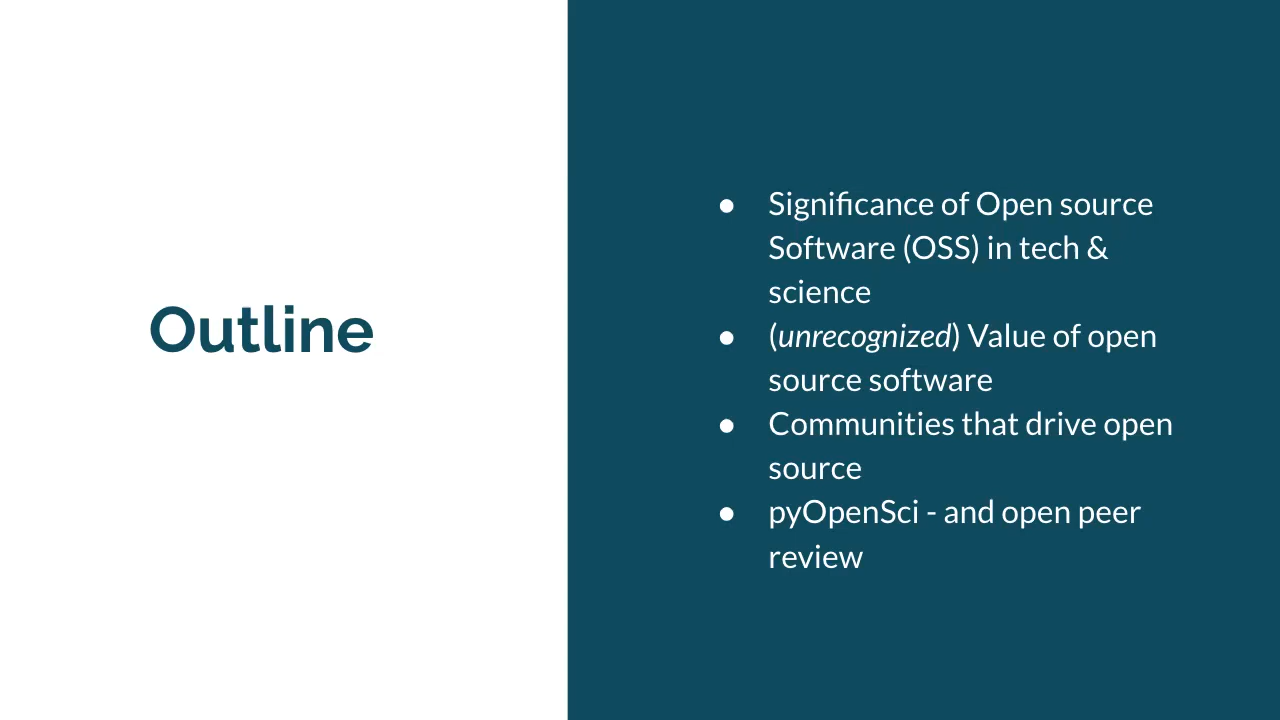 Outline
● Significance of Open source
Software (OSS) in tech &
science
● (unrecognized) Value of open
source software
● Communities that drive open
source
● pyOpenSci - and open peer
review